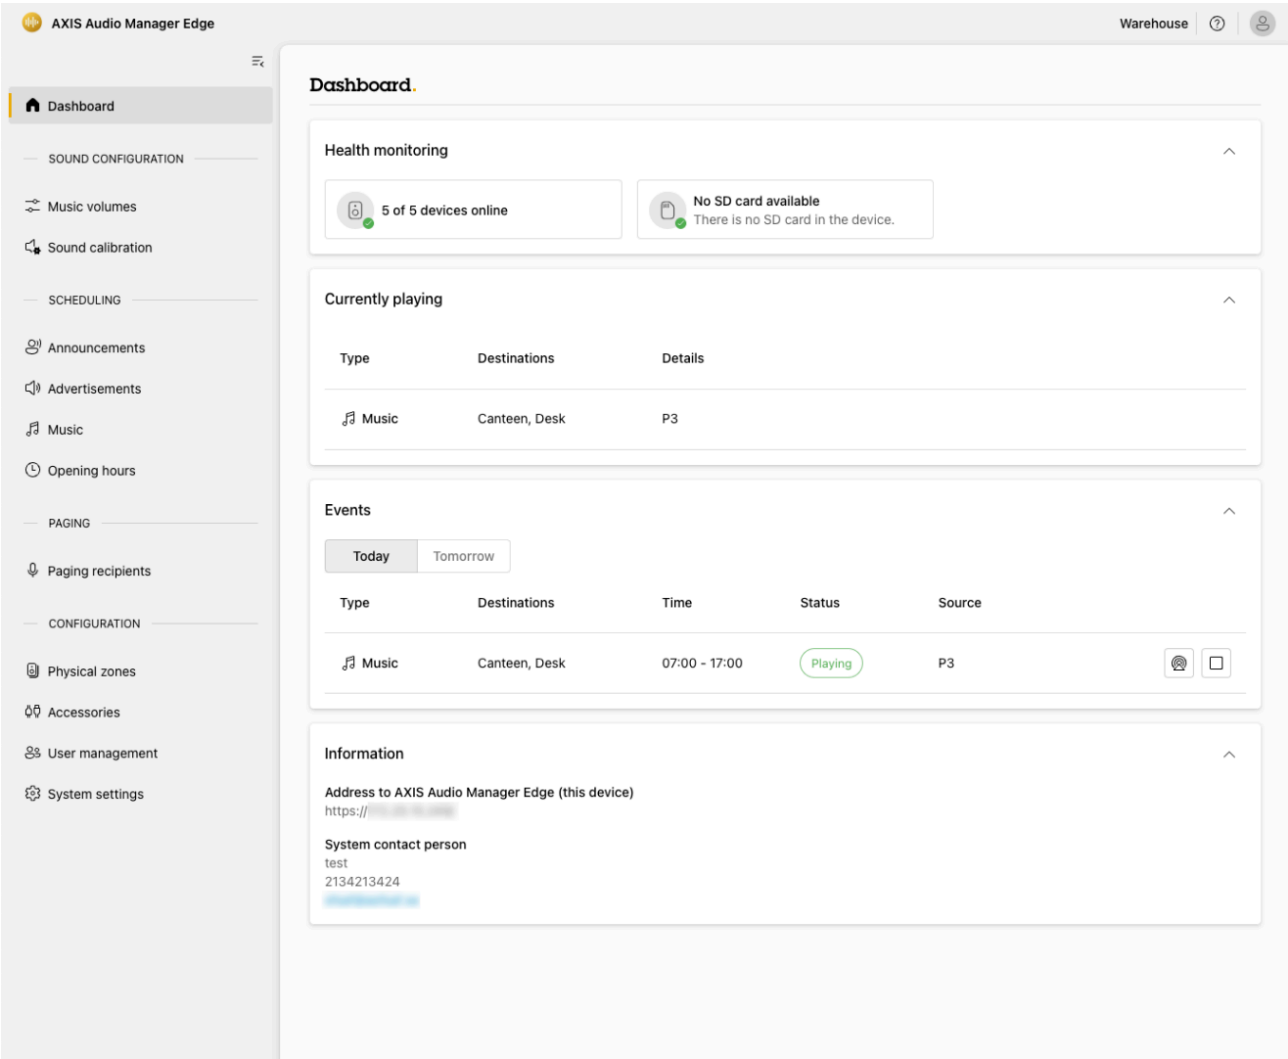 AXIS Audio Manager Edge
Warehouse
Dashboard
SOUND CONFIGURATION
Music volumes
Sound calibration
SCHEDULING
Announcements
Advertisements
Music
Opening hours
PAGING
Paging recipients
CONFIGURATION
Physical zones
Accessories
User management
System settings
Dashboard.
Health monitoring
5 of 5 devices online
No SD card available
There is no SD card in the device.
Currently playing
Type Destinations Details
Music Canteen, Desk P3
Events
Today Tomorrow
Type Destinations Time Status Source
Music Canteen, Desk 07:00 - 17:00 Playing P3
Information
Address to AXIS Audio Manager Edge (this device)
https://
System contact person
test
2134213424